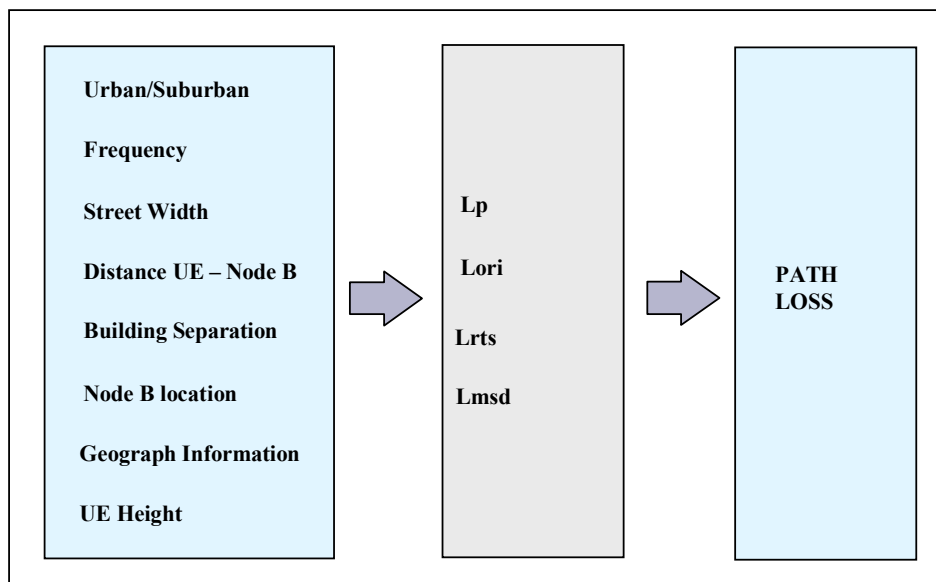 Urban/Suburban
Frequency
Street Width
Distance UE – Node B
Building Separation
Node B location
Geograph Information
UE Height
Lp
Lori
Lrts
Lmsd
PATH
LOSS